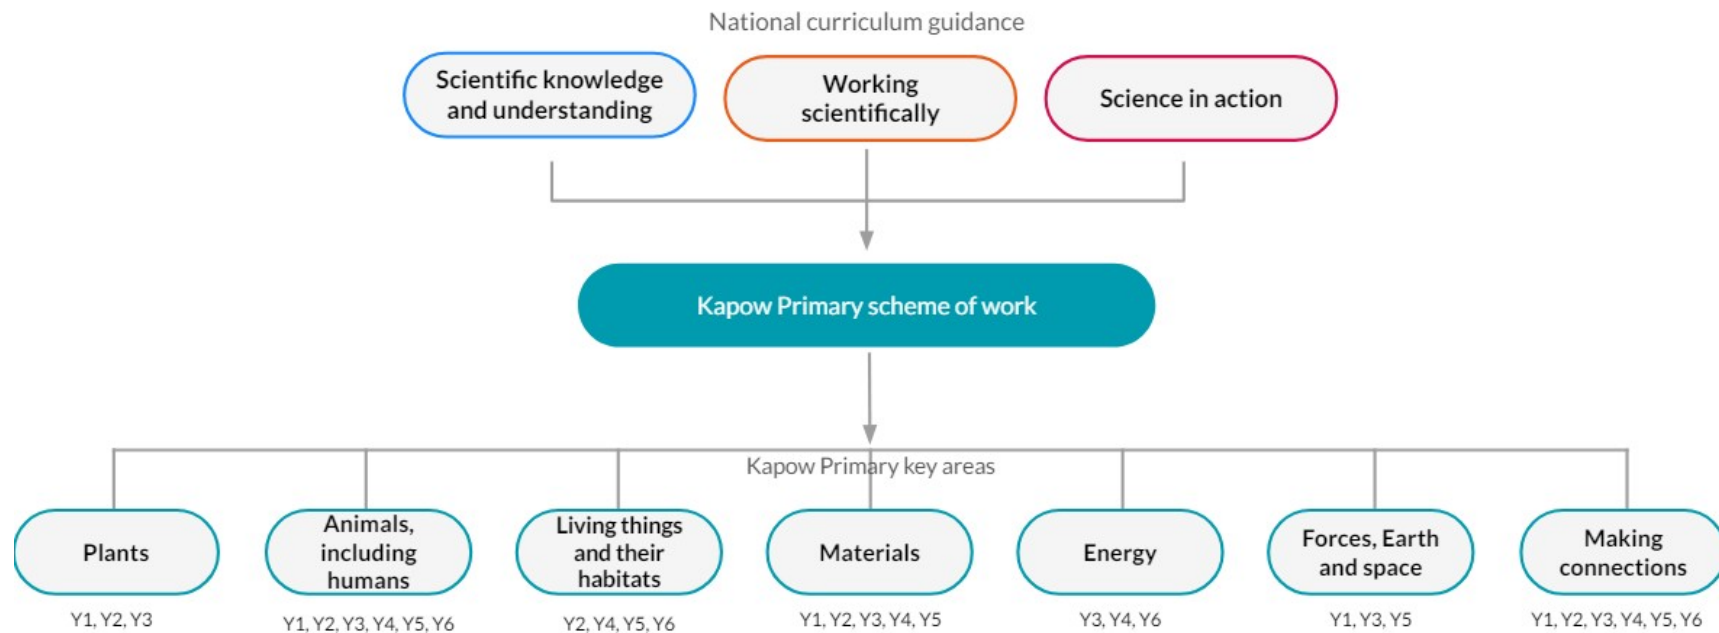 National curriculum guidance
Scientific knowledge
and understanding
Working
scientifically
Science in action
Kapow Primary scheme of work
Kapow Primary key areas
Plants
Animals,
including
humans
Living things
and their
habitats
Materials
Energy
Forces, Earth
and space
Making
connections
Y1, Y2, Y3
Y1, Y2, Y3, Y4, Y5, Y6
Y2, Y4, Y5, Y6
Y1, Y2, Y3, Y4, Y5
Y3, Y4, Y6
Y1, Y3, Y5
Y1, Y2, Y3, Y4, Y5, Y6